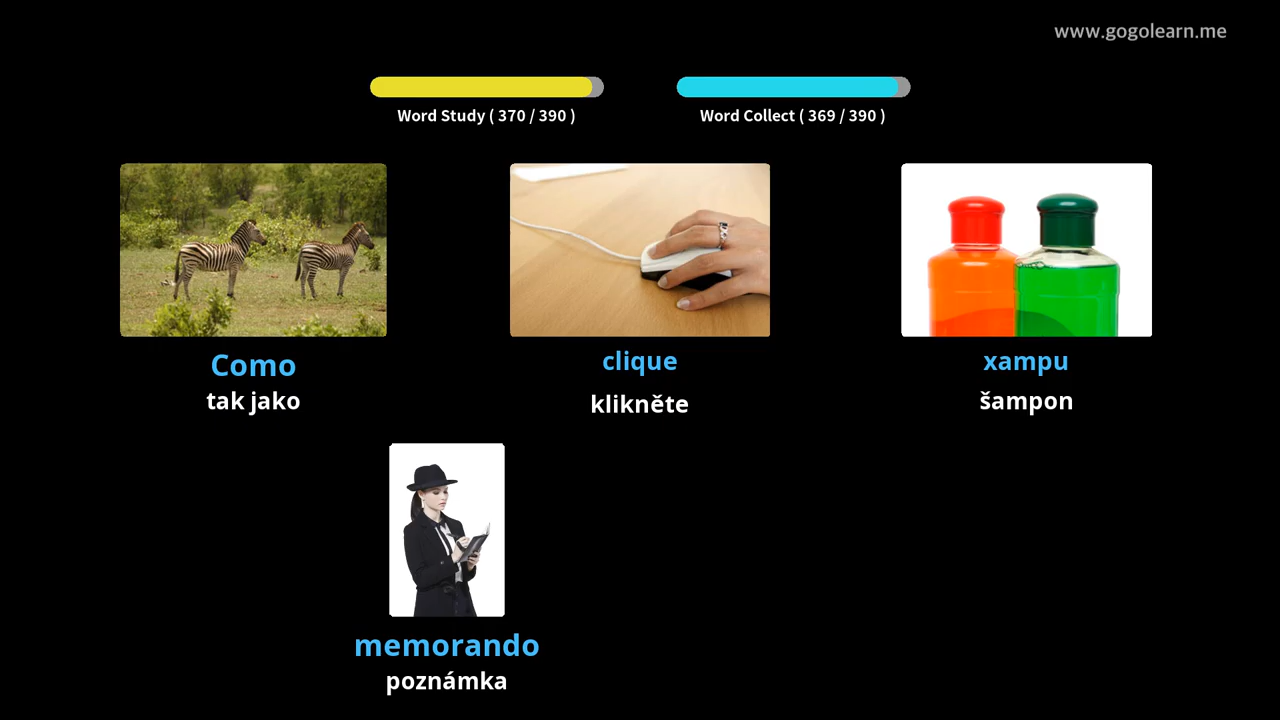 www.gogolearn.me
Word Study ( 370 / 390 )
Word Collect ( 369 / 390 )
Como
tak jako
clique
klikněte
xampu
šampon
memorando
poznámka